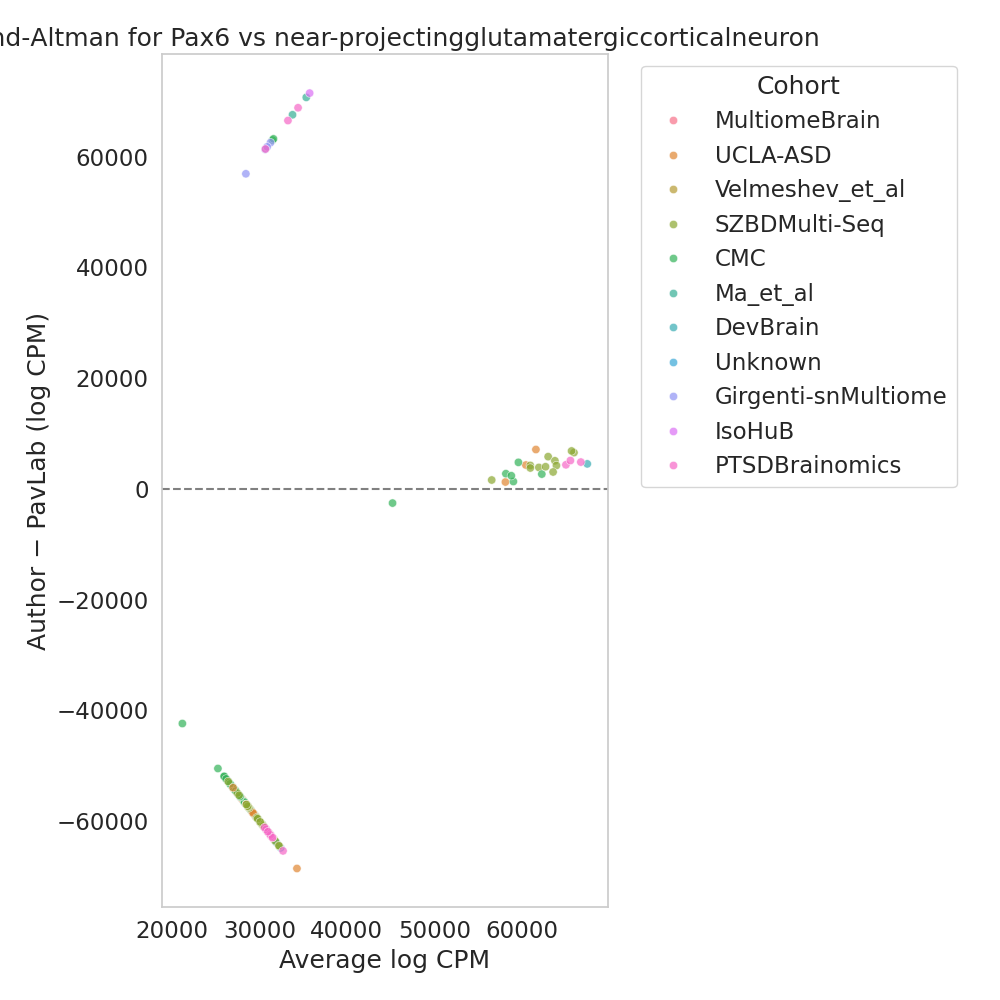 nd-Altman for Pax6 vs near-projectingglutamatergiccorticalneuron
Cohort
MultiomeBrain
UCLA-ASD
Velmeshev_et_al
SZBDMulti-Seq
CMC
Ma_et_al
DevBrain
Unknown
Girgenti-snMultiome
IsoHuB
PTSDBrainomics
Author − PavLab (log CPM)
60000
40000
20000
0
−20000
−40000
−60000
20000 30000 40000 50000 60000
Average log CPM